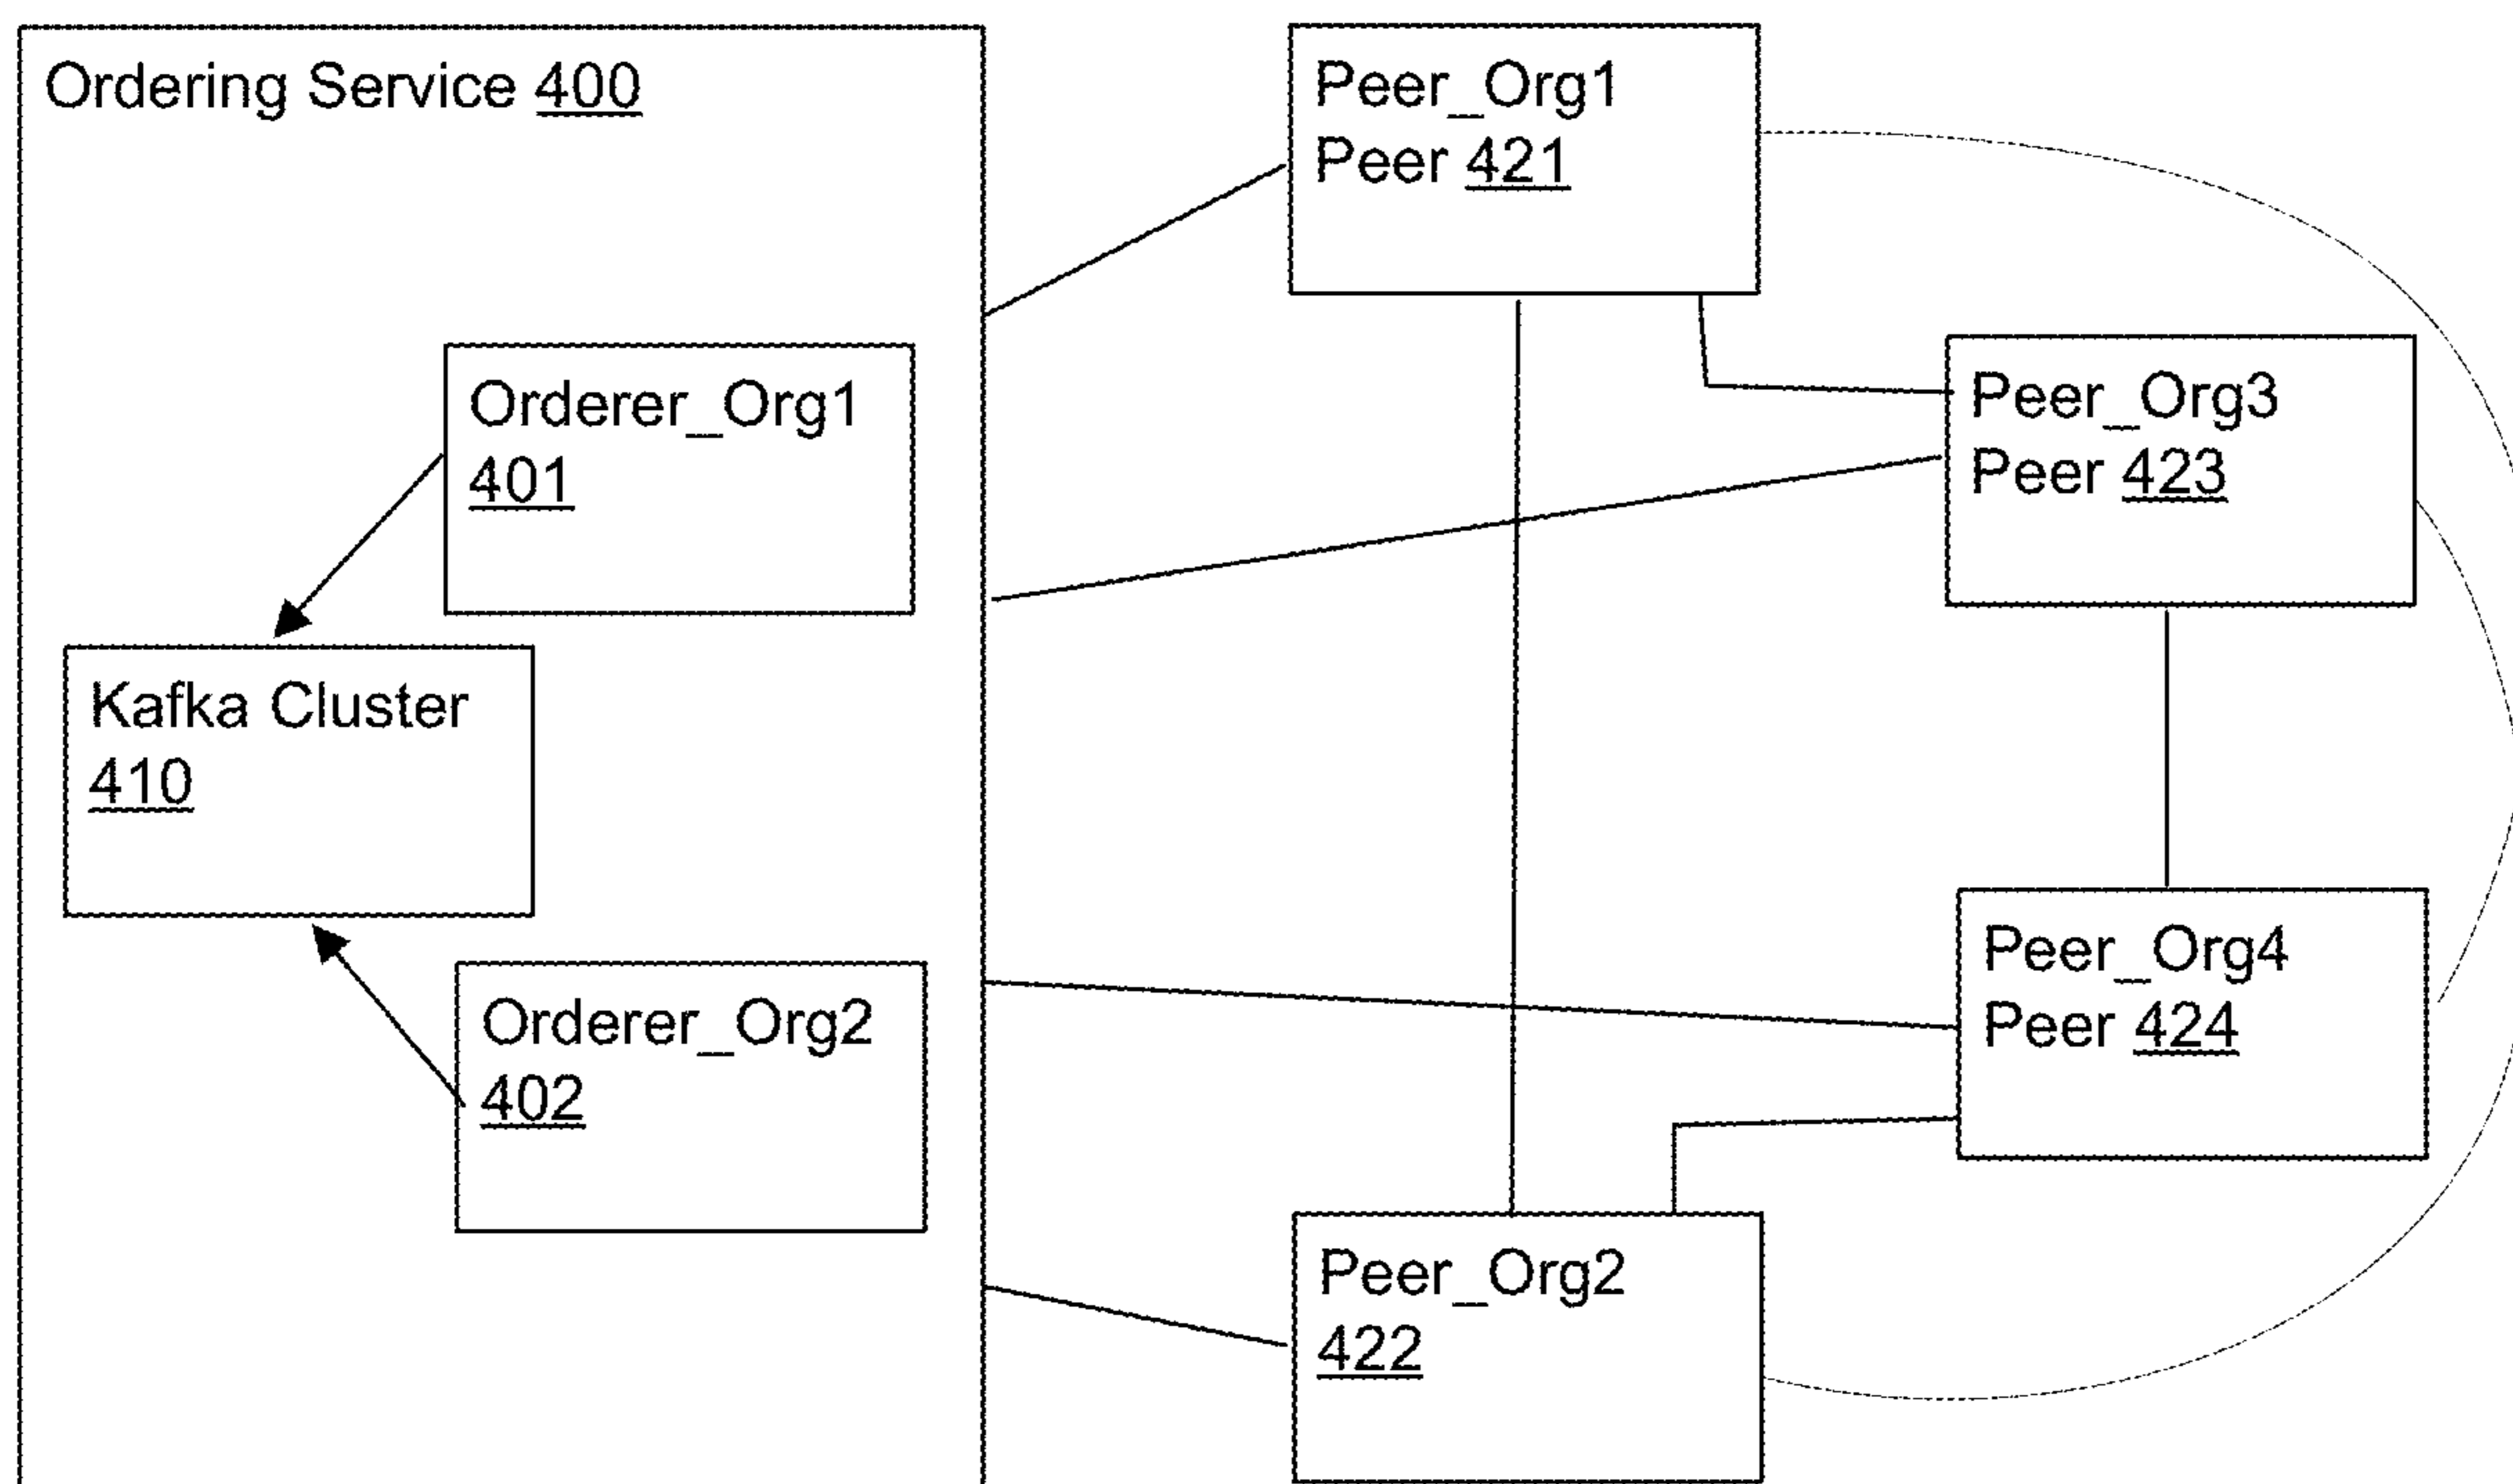 Ordering Service 400
Orderer_Org1
401
Kafka Cluster
410
Orderer_Org2
402
Peer_Org1
Peer 421
Peer_Org3
Peer 423
Peer_Org4
Peer 424
Peer_Org2
422